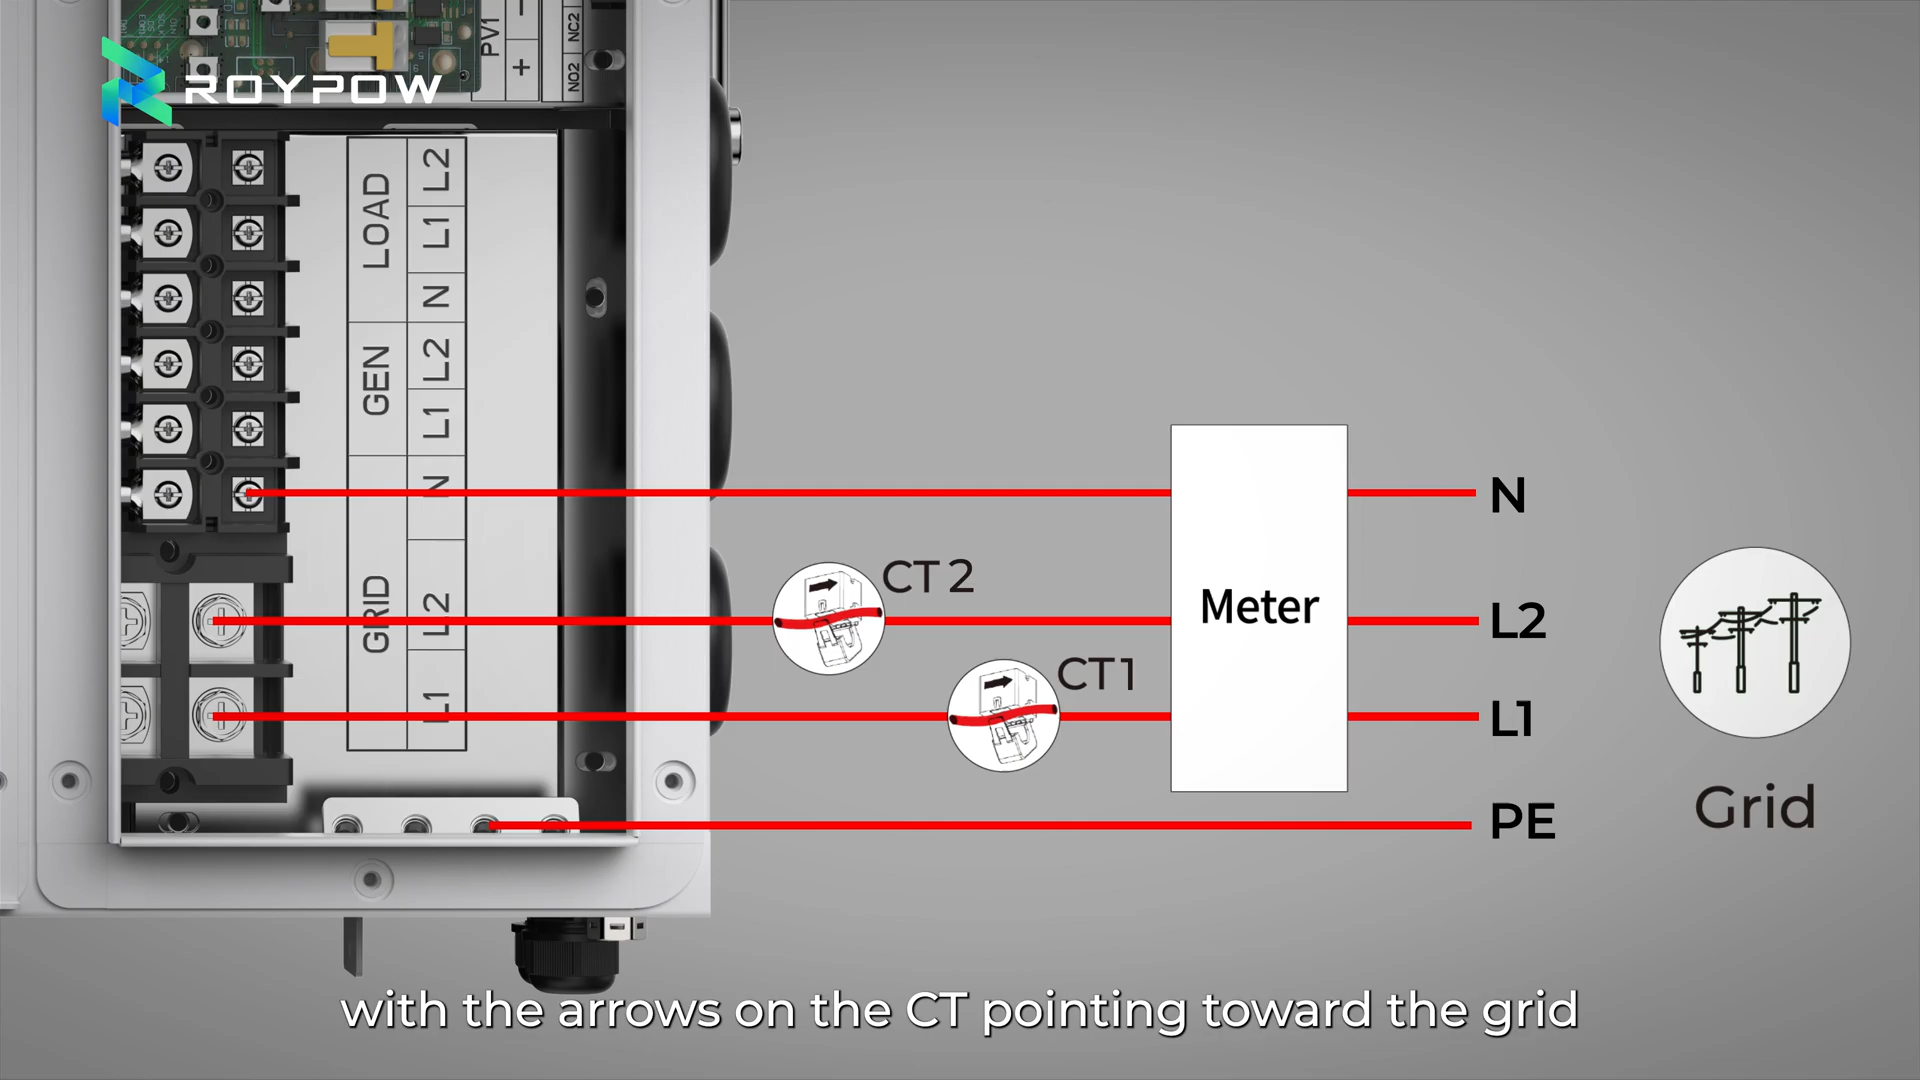 ROYPOW
PV1
+
NO2
NC2
LOAD
L2
L1
N
GEN
L2
L1
GRID
N
L2
L1
CT 2
CT1
Meter
N
L2
L1
PE
Grid
with the arrows on the CT pointing toward the grid